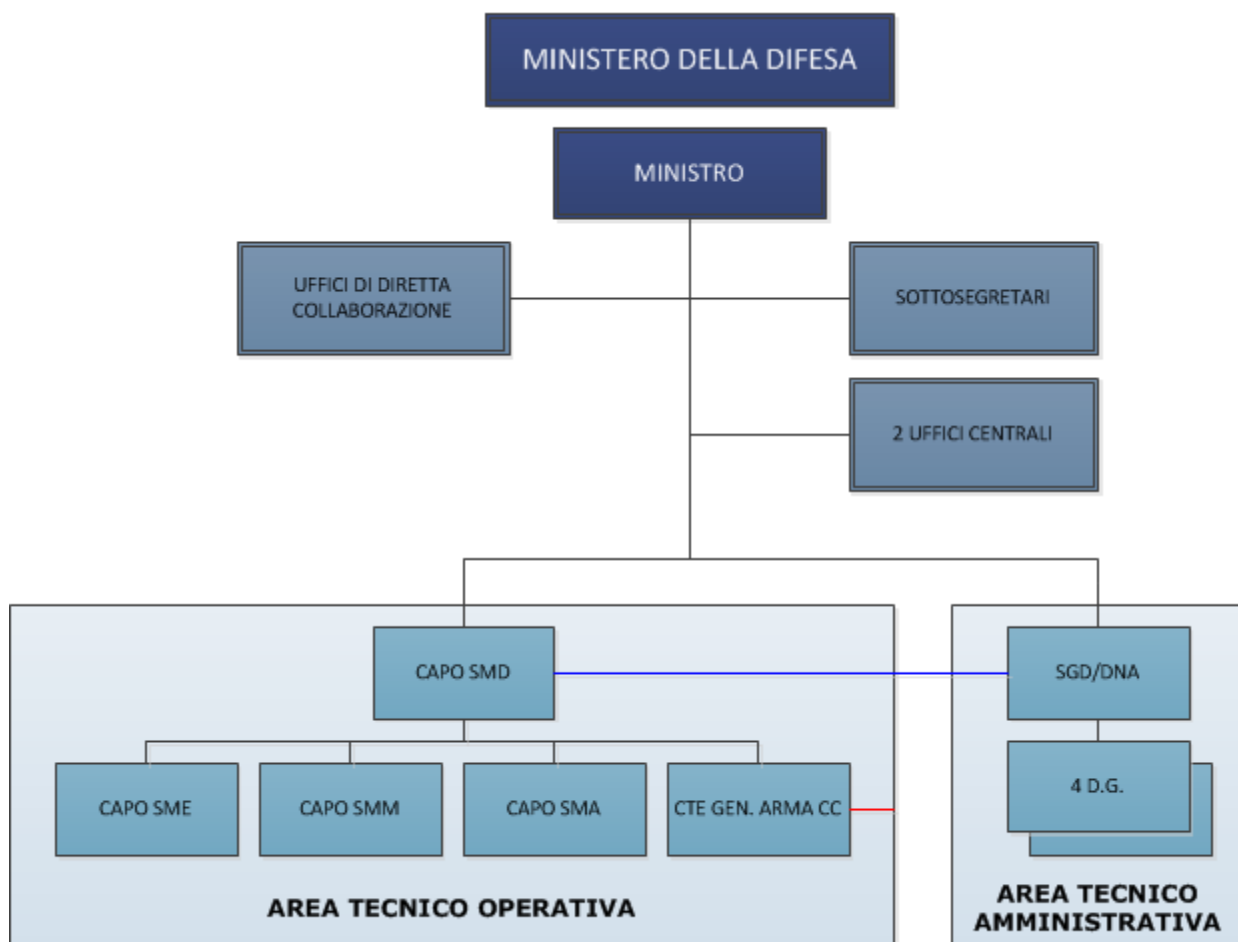 MINISTERO DELLA DIFESA
MINISTRO
UFFICI DI DIRETTA
COLLABORAZIONE
SOTTOSEGRETARI
2 UFFICI CENTRALI
CAPO SMD
SGD/DNA
CAPO SME
CAPO SMM
CAPO SMA
CTE GEN. ARMA CC
4 D.G.
AREA TECNICO OPERATIVA
AREA TECNICO
AMMINISTRATIVA